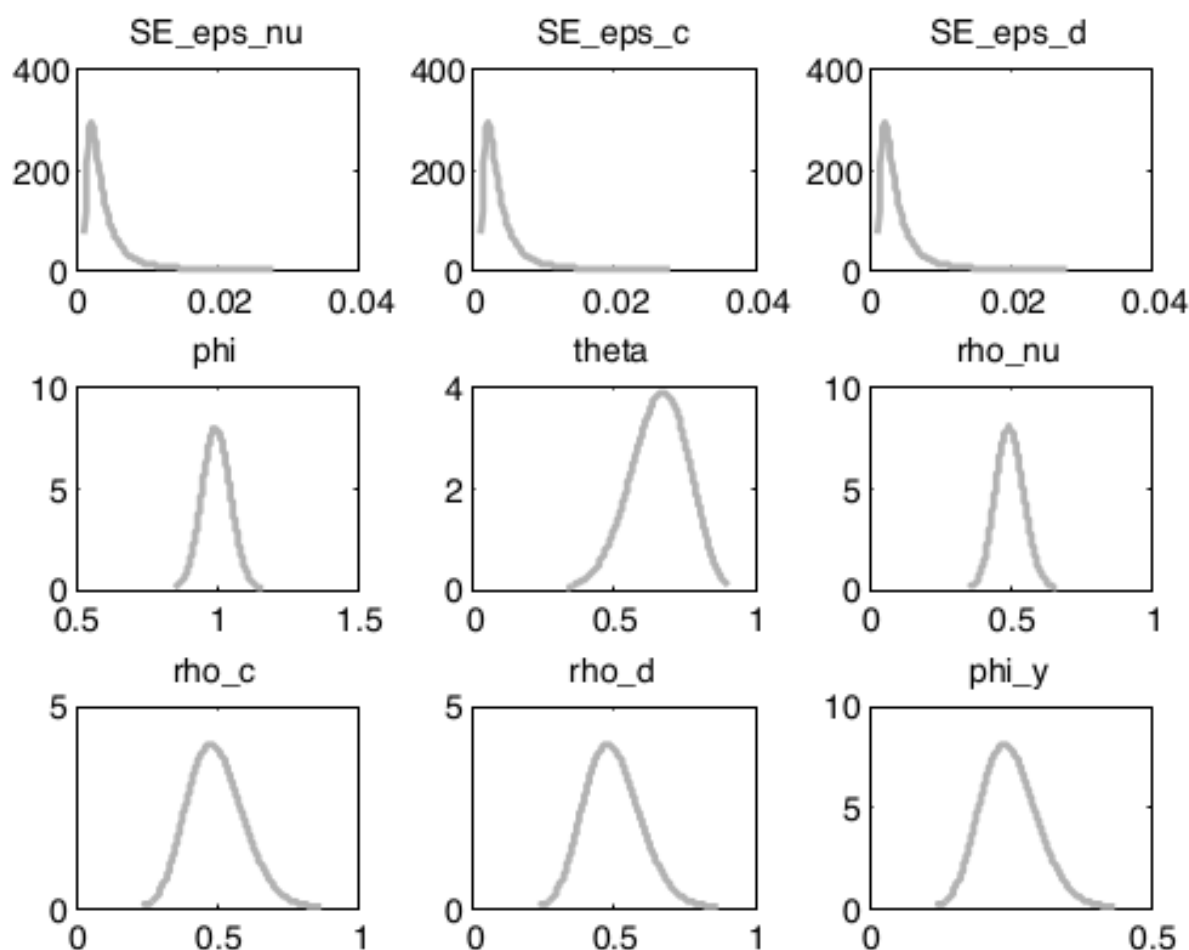 SE_eps_nu SE_eps_c SE_eps_d
400 400 400
200 200 200
0 0 0
0 0.02 0.04 0 0.02 0.04 0 0.02 0.04
phi theta rho_nu
10 4 10
5 2 5
0 0 0
0.5 1 1.5 0 0.5 1 0 0.5 1
rho_c rho_d phi_y
5 5 10
5
0 0 0
0 0.5 1 0 0.5 1 0 0.5